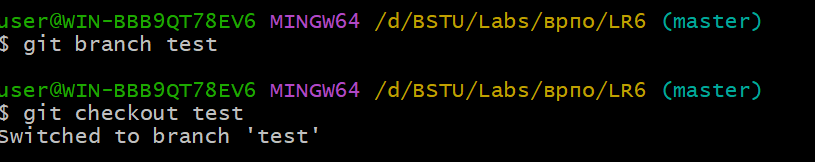 user@WIN-BBB9QT78EV6 MINGW64 /d/BSTU/Labs/врпо/LR6 (master)
$ git branch test
user@WIN-BBB9QT78EV6 MINGW64 /d/BSTU/Labs/врпо/LR6 (master)
$ git checkout test
Switched to branch 'test'